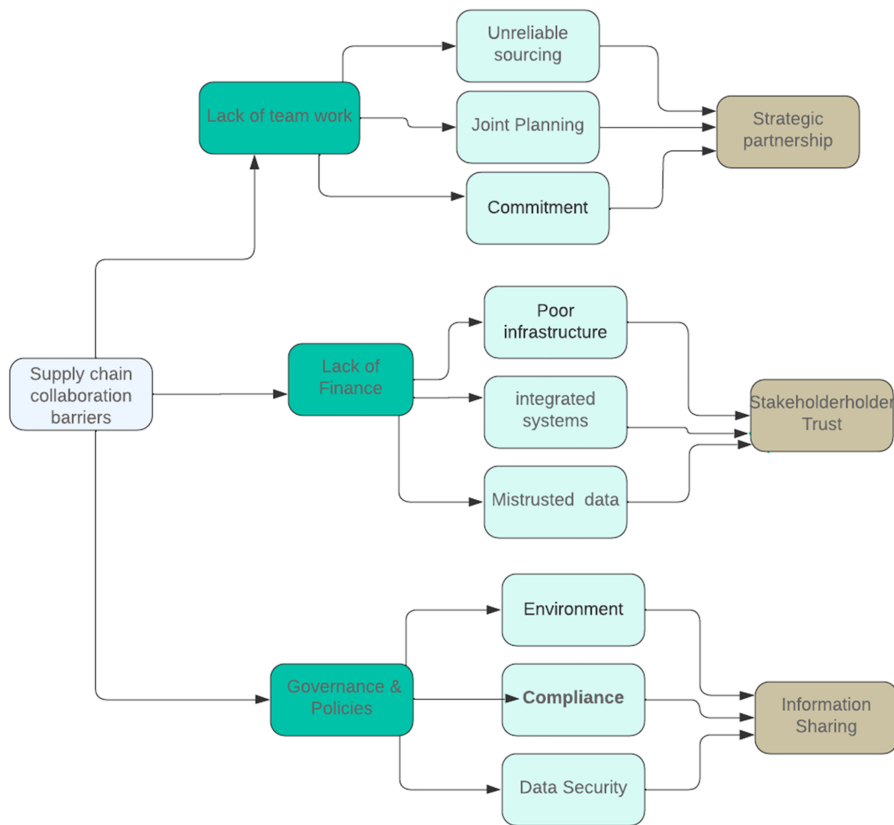 Unreliable
sourcing
Lack of team work
Joint Planning
Strategic
partnership
Commitment
Poor
infrastructure
Supply chain
collaboration
barriers
Lack of
Finance
integrated
systems
Stakeholderholder
Trust
Mistrusted data
Environment
Governance &
Policies
Compliance
Information
Sharing
Data Security